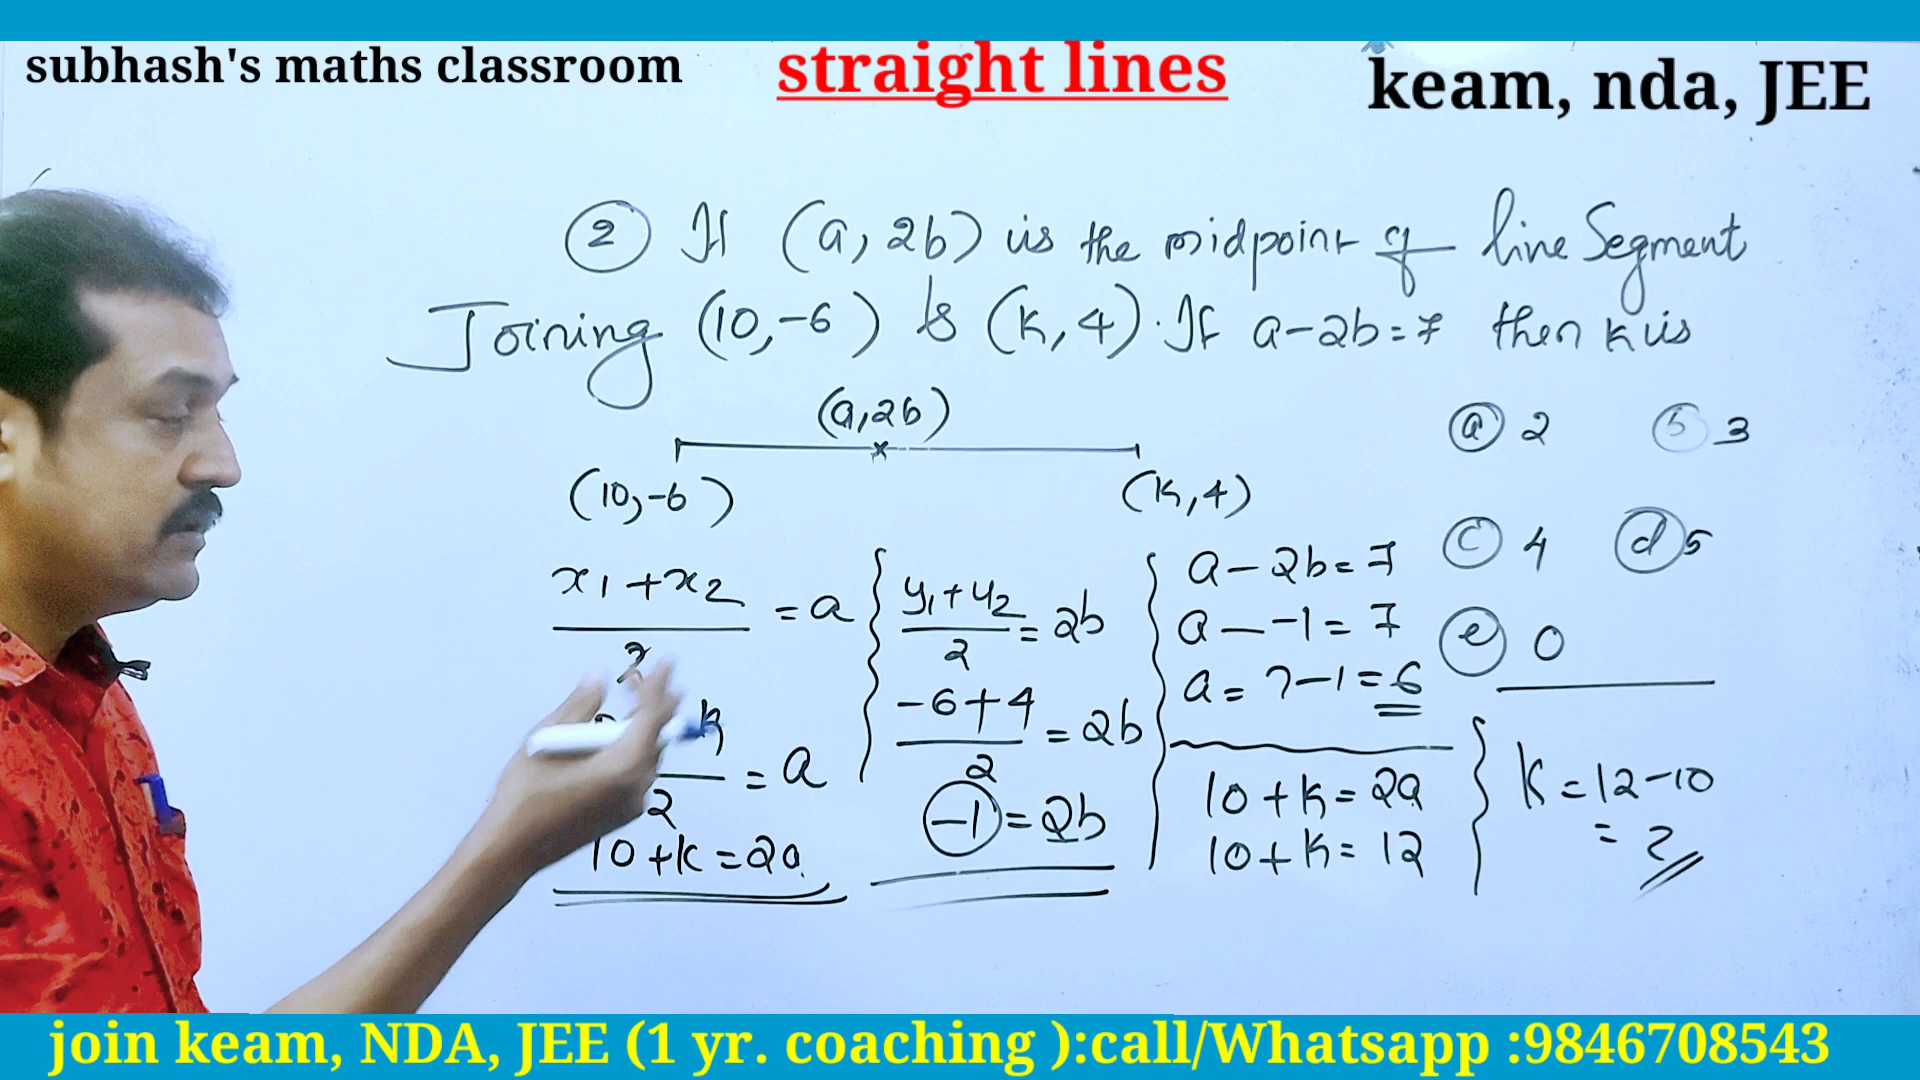 subhash's maths classroom
straight lines
keam, nda, JEE
② If (a, 2b) is the midpoint of line Segment
Joining (10,-6) & (k, 4). If a-2b=7 then k is
(a,2b)
(10,-6)
(k,4)
ⓐ 2 ⓑ 3
ⓒ 4 ⓓ 5
ⓔ 0
x1+x2/2 = a
k/2 = a
10+k=2a
y1+y2/2 = 2b
-6+4/2 = 2b
-1 = 2b
a-2b=7
a--1=7
a=7-1=6
10+k=2a
10+k=12
k=12-10
=2
join keam, NDA, JEE (1 yr. coaching ):call/Whatsapp :9846708543